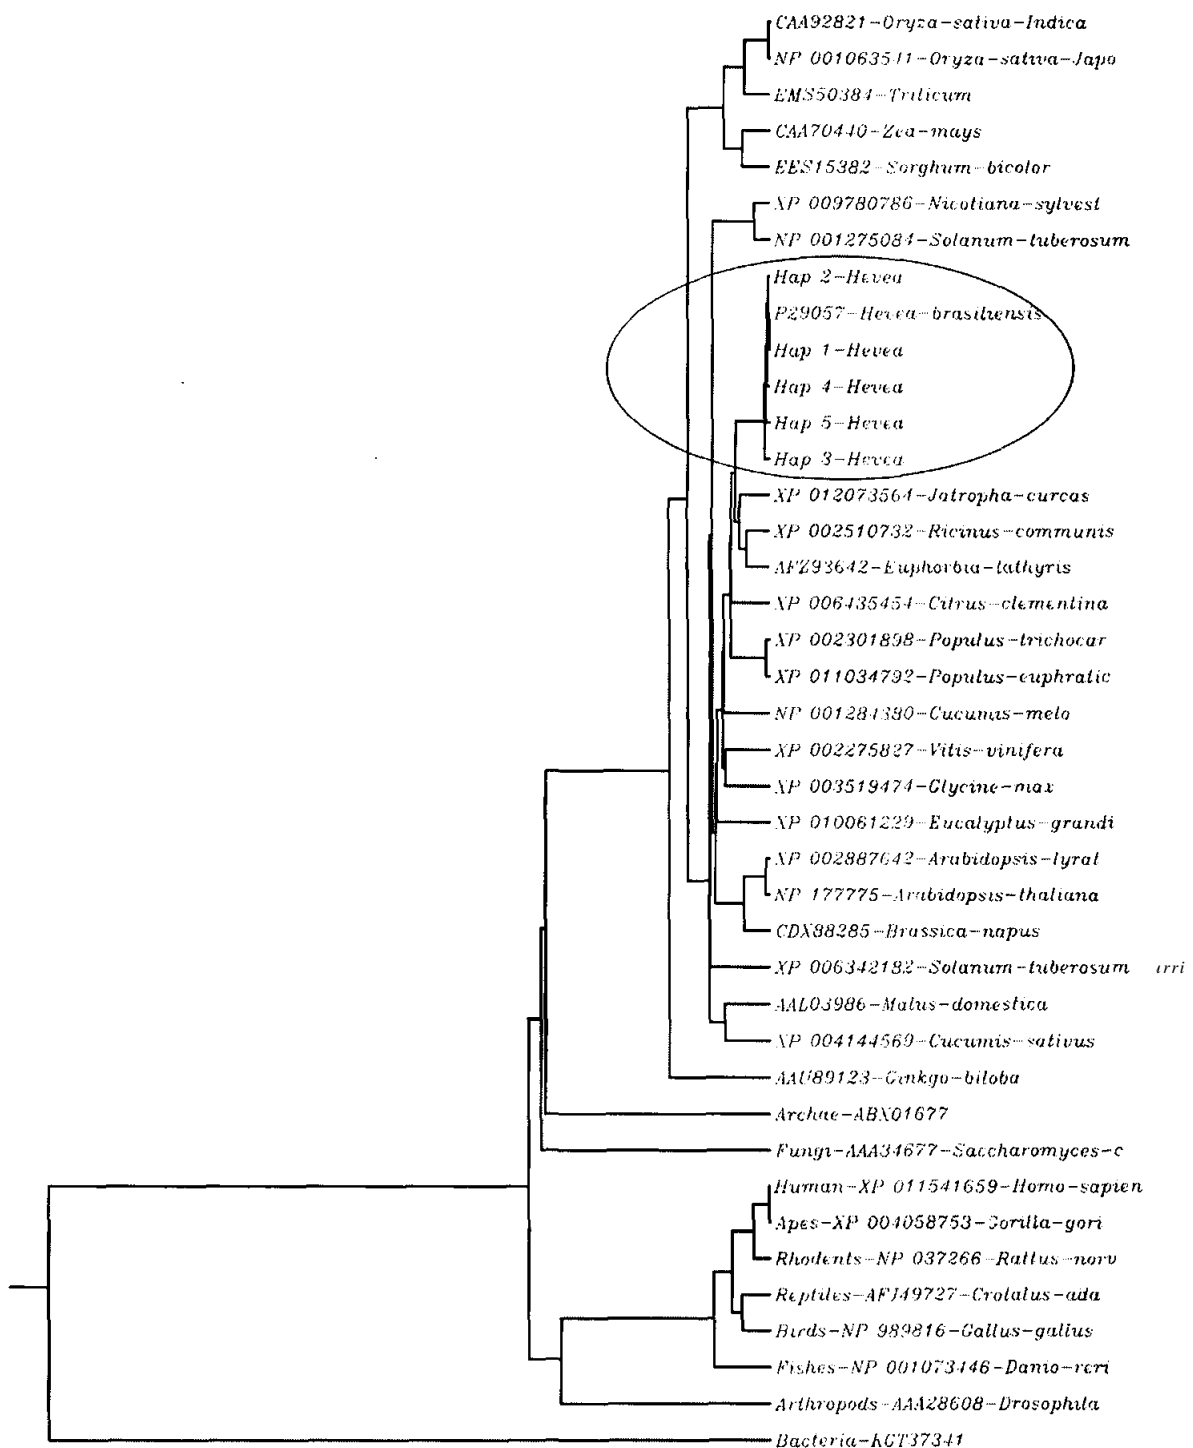 CAA92821-Oryza-sativa-Indica
NP 001063541-Oryza-sativa-Japo
EMS50384-Triticum
CAA70440-Zea-mays
EES15382-Sorghum-bicolor
XP 009780786-Nicotiana-sylvest
NP 001275084-Solanum-tuberosum
Hap 2-Hevea
P29057-Hevea-brasiliensis
Hap 1-Hevea
Hap 4-Hevea
Hap 5-Hevea
Hap 3-Hevea
XP 012073564-Jatropha-curcas
XP 002510732-Ricinus-communis
AFZ93642-Euphorbia-lathyris
XP 006435454-Citrus-clementina
XP 002301898-Populus-trichocar
XP 011034792-Populus-euphratic
NP 001284380-Cucumis-melo
XP 002275827-Vitis-vinifera
XP 003519474-Glycine-max
XP 010061229-Eucalyptus-grandi
XP 002887642-Arabidopsis-lyrat
NP 177775-Arabidopsis-thaliana
CDX88285-Brassica-napus
XP 006342182-Solanum-tuberosum
AAL03986-Malus-domestica
XP 004144569-Cucumis-sativus
AAU89123-Ginkgo-biloba
Archae-ABX01677
Fungi-AAA34677-Saccharomyces-c
Human-XP 011541659-Homo-sapien
Apes-XP 004058753-Gorilla-gori
Rhodents-NP 037266-Rattus-norv
Reptiles-AFJ49727-Crotalus-ada
Birds-NP 989816-Gallus-gallus
Fishes-NP 001073446-Danio-reri
Arthropods-AAA28608-Drosophila
Bacteria-KGT37341